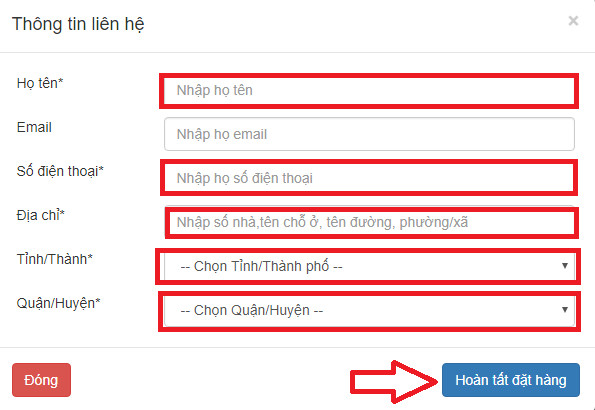 Thông tin liên hệ ×
Họ tên* Nhập họ tên
Email Nhập họ email
Số điện thoại* Nhập họ số điện thoại
Địa chỉ* Nhập số nhà,tên chỗ ở, tên đường, phường/xã
Tỉnh/Thành* -- Chọn Tỉnh/Thành phố --
Quận/Huyện* -- Chọn Quận/Huyện --
Đóng Hoàn tất đặt hàng